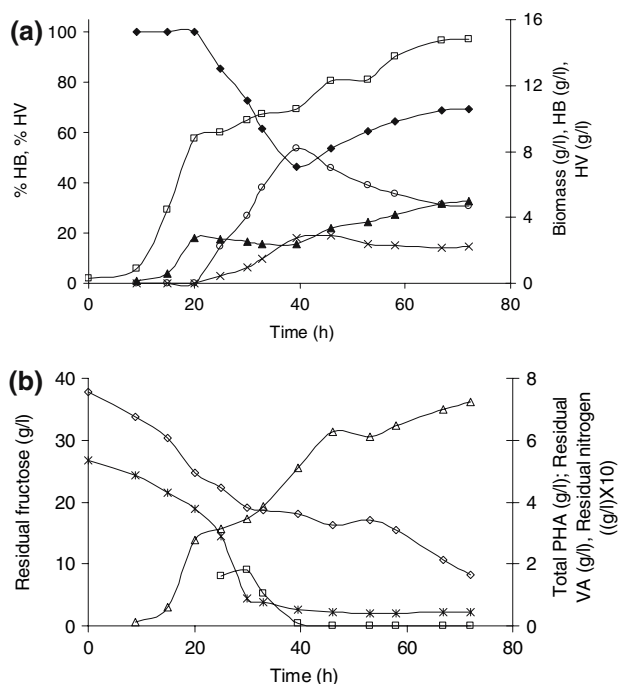 (a)
% HB, % HV
100
80
60
40
20
0
16
12
8
4
0
Biomass (g/l), HB (g/l),
HV (g/l)
0 20 40 60 80
Time (h)
(b)
Residual fructose (g/l)
40
30
20
10
0
8
6
4
2
0
Total PHA (g/l); Residual
VA (g/l), Residual nitrogen
((g/l)X10)
0 20 40 60 80
Time (h)